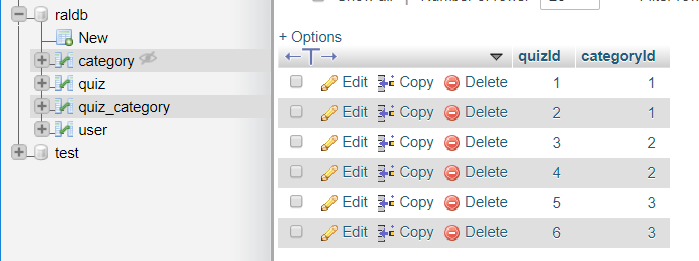 raldb
New
category
quiz
quiz_category
user
test
+ Options
quizId categoryId
Edit Copy Delete 1 1
Edit Copy Delete 2 1
Edit Copy Delete 3 2
Edit Copy Delete 4 2
Edit Copy Delete 5 3
Edit Copy Delete 6 3